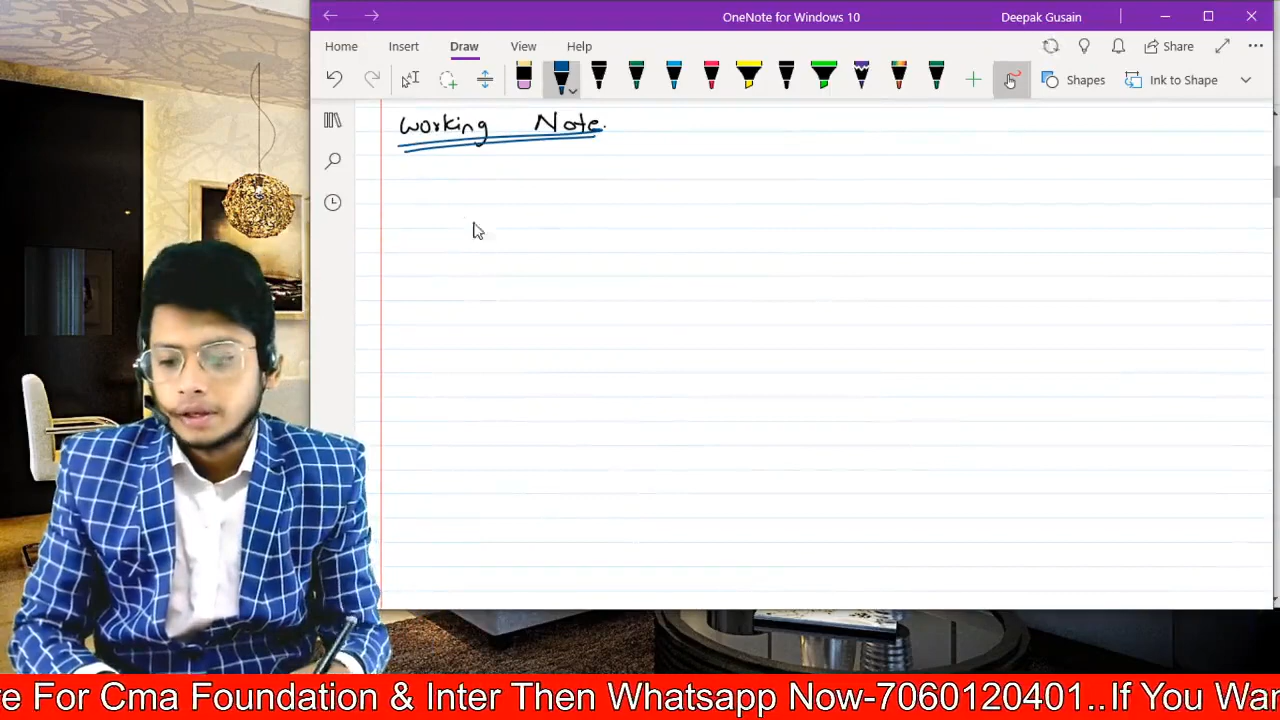 OneNote for Windows 10
Deepak Gusain
Home Insert Draw View Help
Share
Shapes
Ink to Shape
Working Note.
re For Cma Foundation & Inter Then Whatsapp Now-7060120401..If You Wan